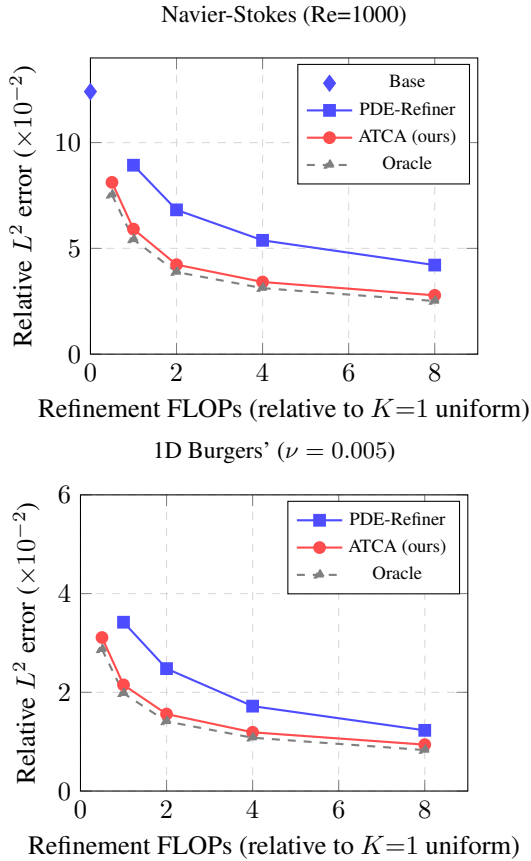 Navier-Stokes (Re=1000)
Relative L² error (×10⁻²)
10
5
0
Base
PDE-Refiner
ATCA (ours)
Oracle
0 2 4 6 8
Refinement FLOPs (relative to K=1 uniform)
1D Burgers’ (ν = 0.005)
Relative L² error (×10⁻²)
6
4
2
0
PDE-Refiner
ATCA (ours)
Oracle
0 2 4 6 8
Refinement FLOPs (relative to K=1 uniform)